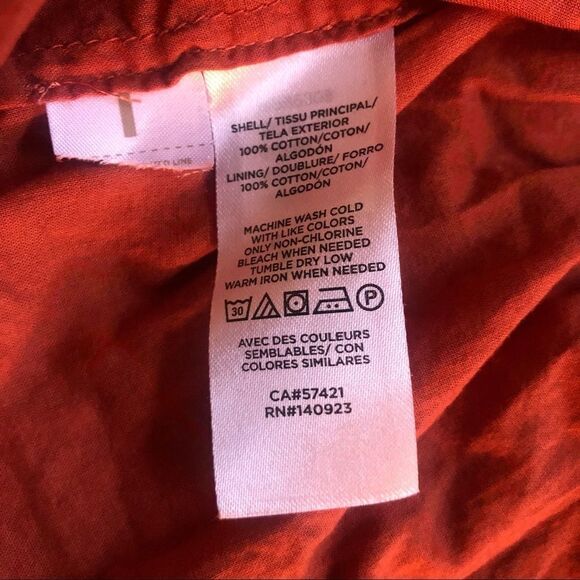 SHELL/ TISSU PRINCIPAL/
TELA EXTERIOR
100% COTTON/COTON/
ALGODÓN
LINING/ DOUBLURE/ FORRO
100% COTTON/COTON/
ALGODÓN
MACHINE WASH COLD
WITH LIKE COLORS
ONLY NON-CHLORINE
BLEACH WHEN NEEDED
TUMBLE DRY LOW
WARM IRON WHEN NEEDED
30 P
AVEC DES COULEURS
SEMBLABLES/ CON
COLORES SIMILARES
CA#57421
RN#140923
LINE